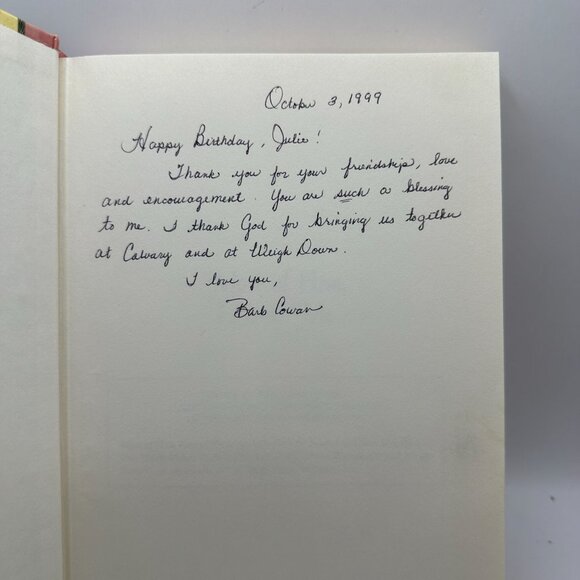 October 3, 1999
Happy Birthday, Julie!
Thank you for your friendship, love
and encouragement. You are such a blessing
to me. I thank God for bringing us together
at Calvary and at Weigh Down.
I love you,
Barb Cowan